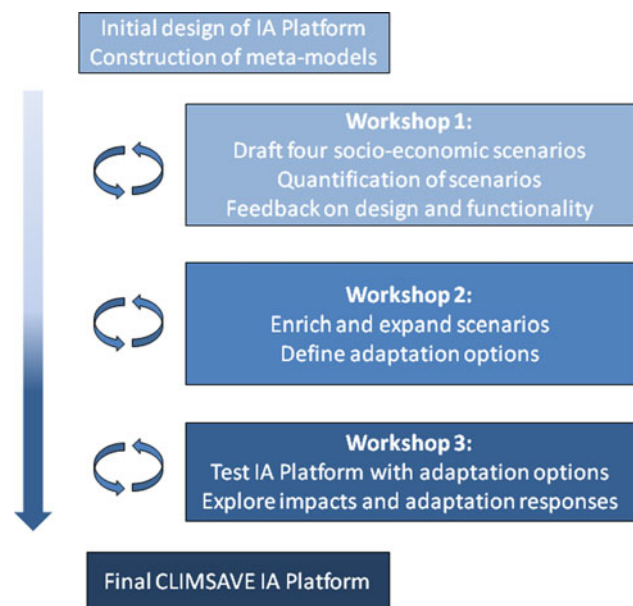 Initial design of IA Platform
Construction of meta-models
Workshop 1:
Draft four socio-economic scenarios
Quantification of scenarios
Feedback on design and functionality
Workshop 2:
Enrich and expand scenarios
Define adaptation options
Workshop 3:
Test IA Platform with adaptation options
Explore impacts and adaptation responses
Final CLIMSAVE IA Platform